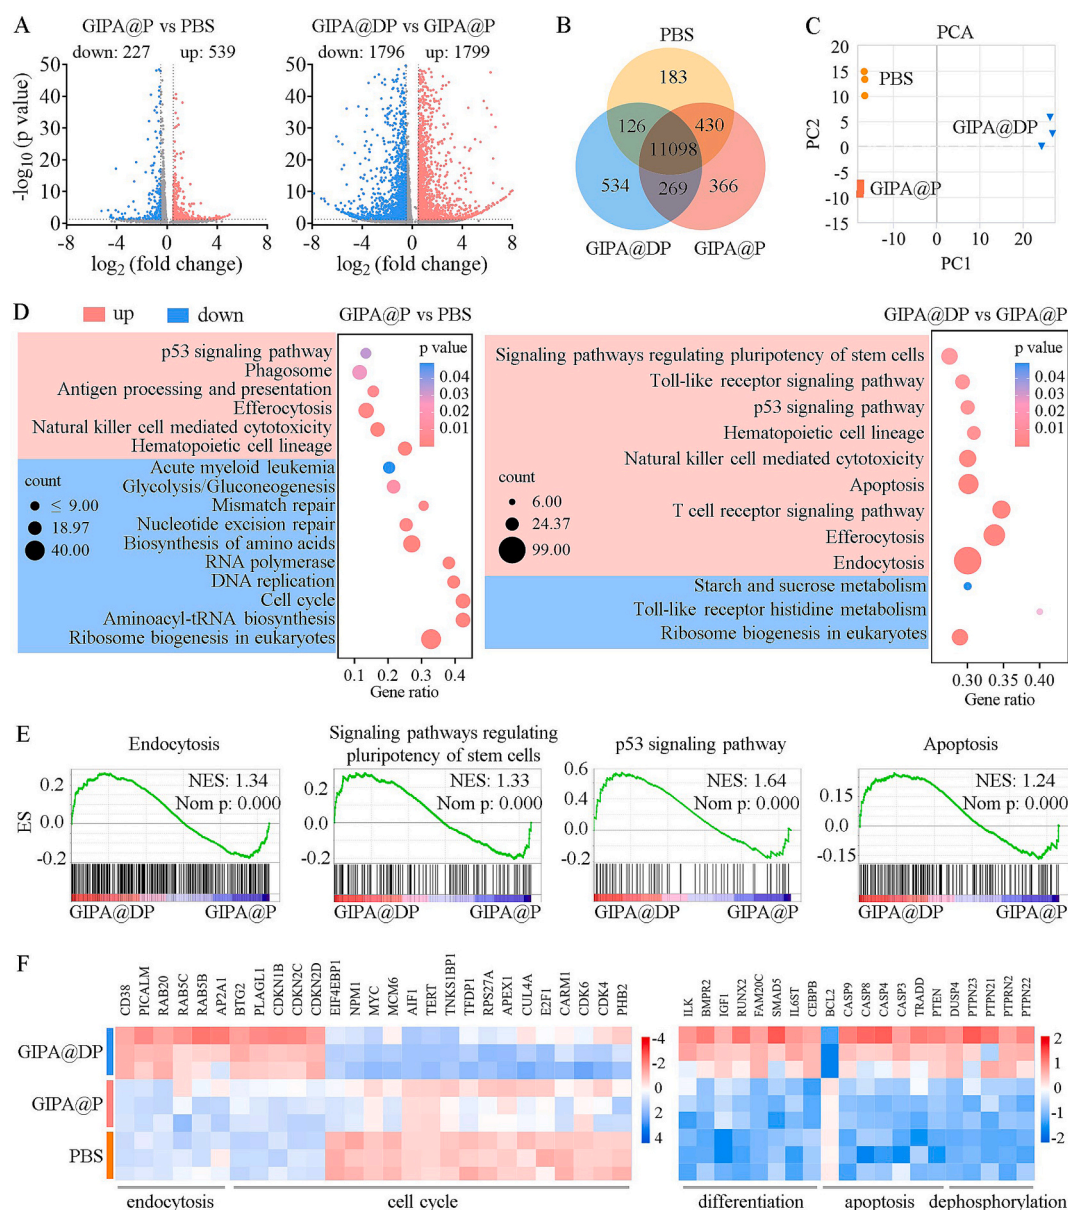 A
GIPA@P vs PBS
down: 227 up: 539
GIPA@DP vs GIPA@P
down: 1796 up: 1799
-log10 (p value)
50
40
30
20
10
0
-8 -4 0 4 8
log2 (fold change)
50
40
30
20
10
0
-8 -4 0 4 8
log2 (fold change)
B
PBS
183
126 430
11098
534 269 366
GIPA@DP GIPA@P
C
PCA
PC2
20
15
10
5
0
-5
-10
-15
PBS
GIPA@DP
GIPA@P
0 10 20
PC1
D
up down
GIPA@P vs PBS
p53 signaling pathway
Phagosome
Antigen processing and presentation
Efferocytosis
Natural killer cell mediated cytotoxicity
Hematopoietic cell lineage
Acute myeloid leukemia
Glycolysis/Gluconeogenesis
Mismatch repair
Nucleotide excision repair
Biosynthesis of amino acids
RNA polymerase
DNA replication
Cell cycle
Aminoacyl-tRNA biosynthesis
Ribosome biogenesis in eukaryotes
count
≤ 9.00
18.97
40.00
p value
0.04
0.03
0.02
0.01
0.1 0.2 0.3 0.4
Gene ratio
GIPA@DP vs GIPA@P
Signaling pathways regulating pluripotency of stem cells
Toll-like receptor signaling pathway
p53 signaling pathway
Hematopoietic cell lineage
Natural killer cell mediated cytotoxicity
Apoptosis
T cell receptor signaling pathway
Efferocytosis
Endocytosis
Starch and sucrose metabolism
Toll-like receptor histidine metabolism
Ribosome biogenesis in eukaryotes
count
6.00
24.37
99.00
p value
0.04
0.03
0.02
0.01
0.30 0.35 0.40
Gene ratio
E
Endocytosis
ES
0.2
0.0
-0.2
NES: 1.34
Nom p: 0.000
GIPA@DP GIPA@P
Signaling pathways regulating
pluripotency of stem cells
0.2
0.0
-0.2
NES: 1.33
Nom p: 0.000
GIPA@DP GIPA@P
p53 signaling pathway
0.6
0.4
0.2
0.0
-0.2
NES: 1.64
Nom p: 0.000
GIPA@DP GIPA@P
Apoptosis
0.15
0.00
-0.15
NES: 1.24
Nom p: 0.000
GIPA@DP GIPA@P
F
CD38 PICALM RAB20 RAB5C RAB5B AP2A1 BTG2 PLAGL1 CDKN1B CDKN2C CDKN2D EIF4EBP1 NPM1 MYC MCM6 AIF1 TERT TNKS1BP1 TFDP1 RPS27A APEX1 CUL4A E2F1 CARM1 CDK6 CDK4 PHB2
GIPA@DP
GIPA@P
PBS
endocytosis cell cycle
-4
-2
0
2
4
ILK BMPR2 IGF1 RUNX2 FAM20C SMAD5 IL6ST CEBPB BCL2 CASP9 CASP8 CASP4 CASP3 TRADD PTEN DUSP4 PTPN23 PTPN21 PTPRN2 PTPN22
differentiation apoptosis dephosphorylation
2
1
0
-1
-2